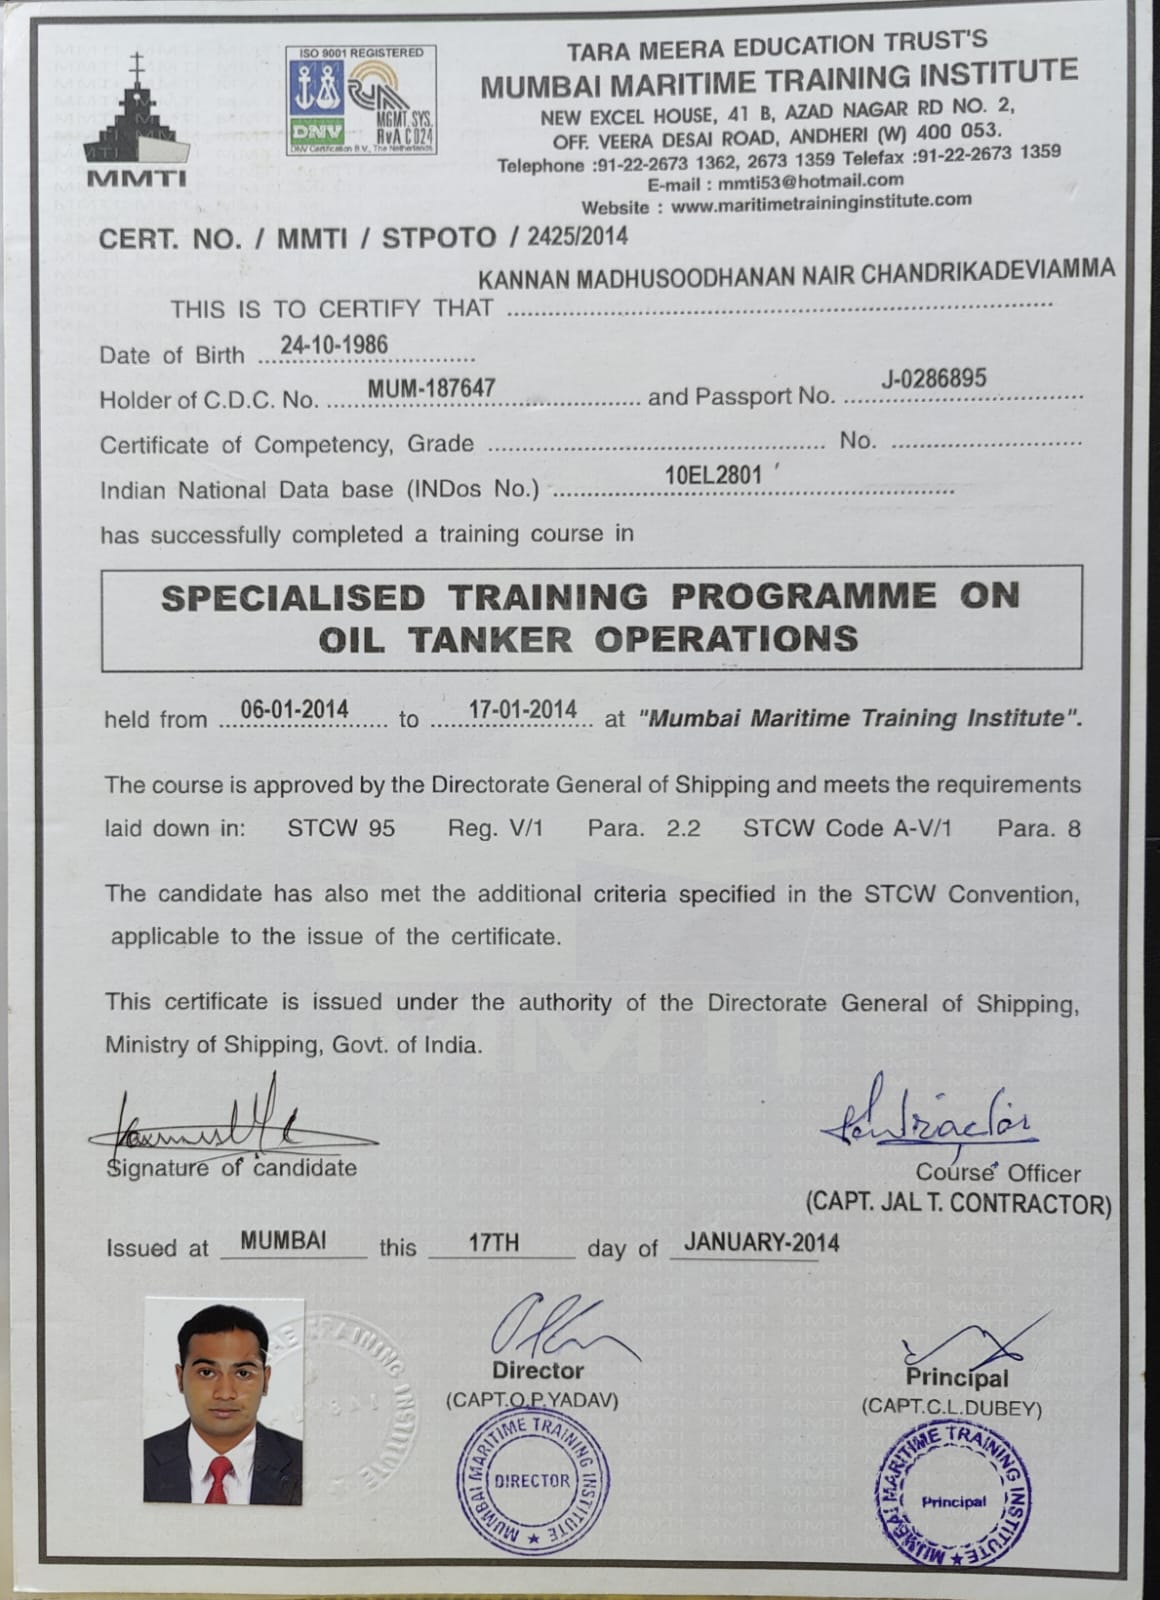 MMTI
ISO 9001 REGISTERED
DNV
MGMT. SYS.
RvA C 024
DNV Certification B.V., The Netherlands
TARA MEERA EDUCATION TRUST'S
MUMBAI MARITIME TRAINING INSTITUTE
NEW EXCEL HOUSE, 41 B, AZAD NAGAR RD NO. 2,
OFF. VEERA DESAI ROAD, ANDHERI (W) 400 053.
Telephone :91-22-2673 1362, 2673 1359 Telefax :91-22-2673 1359
E-mail : mmti53@hotmail.com
Website : www.maritimetraininginstitute.com
CERT. NO. / MMTI / STPOTO / 2425/2014
KANNAN MADHUSOODHANAN NAIR CHANDRIKADEVIAMMA
THIS IS TO CERTIFY THAT
Date of Birth 24-10-1986
Holder of C.D.C. No. MUM-187647 and Passport No. J-0286895
Certificate of Competency, Grade No.
Indian National Data base (INDos No.) 10EL2801
has successfully completed a training course in
SPECIALISED TRAINING PROGRAMME ON
OIL TANKER OPERATIONS
held from 06-01-2014 to 17-01-2014 at "Mumbai Maritime Training Institute".
The course is approved by the Directorate General of Shipping and meets the requirements
laid down in: STCW 95 Reg. V/1 Para. 2.2 STCW Code A-V/1 Para. 8
The candidate has also met the additional criteria specified in the STCW Convention,
applicable to the issue of the certificate.
This certificate is issued under the authority of the Directorate General of Shipping,
Ministry of Shipping, Govt. of India.
Signature of candidate
Contractor
Course Officer
(CAPT. JAL T. CONTRACTOR)
Issued at MUMBAI this 17TH day of JANUARY-2014
Director
(CAPT.O.P.YADAV)
MUMBAI MARITIME TRAINING INSTITUTE
DIRECTOR
Principal
(CAPT.C.L.DUBEY)
MUMBAI MARITIME TRAINING INSTITUTE
Principal
TRAINING INSTITUTE